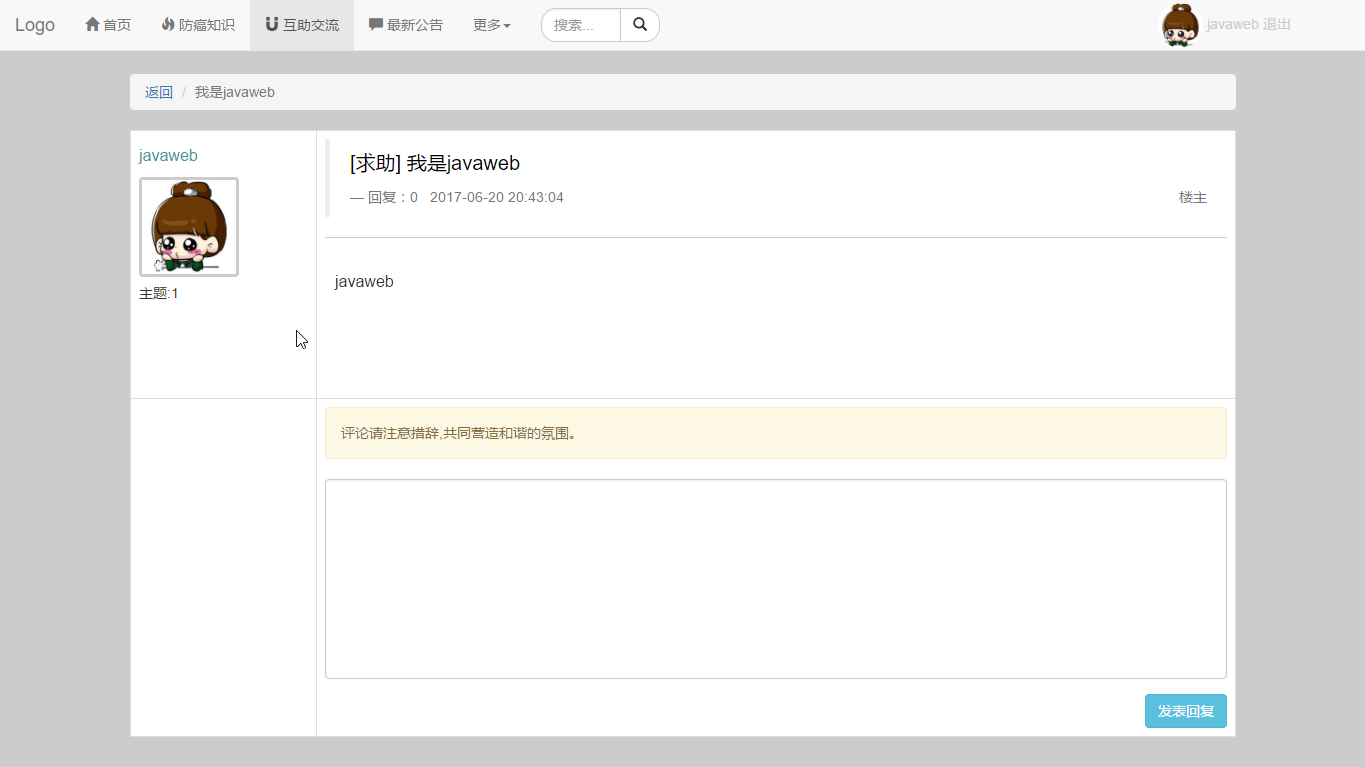 Logo 首页 防癌知识 互助交流 最新公告 更多 搜索... javaweb 退出
返回 / 我是javaweb
javaweb
主题:1
[求助] 我是javaweb
— 回复：0 2017-06-20 20:43:04 楼主
javaweb
评论请注意措辞,共同营造和谐的氛围。
发表回复